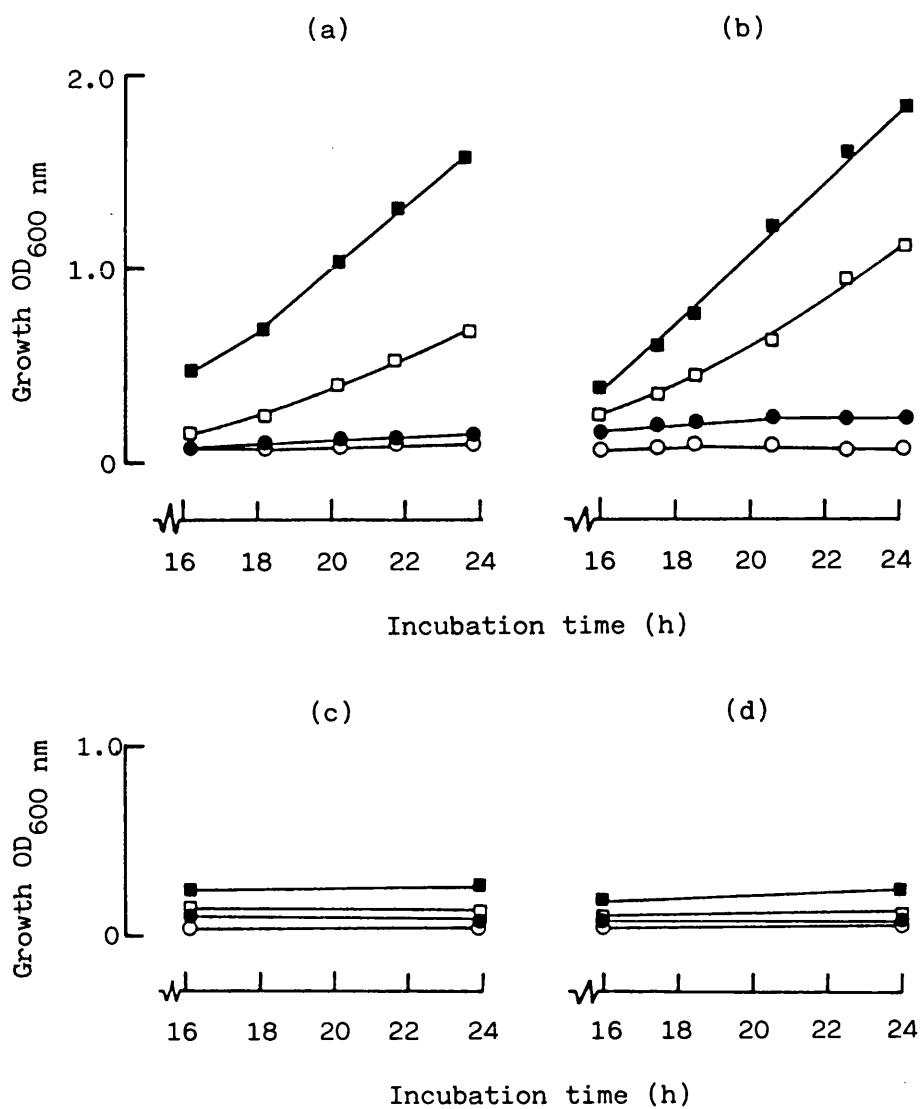 (a) (b)
2.0
1.0
0
Growth OD600 nm
16 18 20 22 24 16 18 20 22 24
Incubation time (h)
(c) (d)
1.0
0
Growth OD600 nm
16 18 20 22 24 16 18 20 22 24
Incubation time (h)